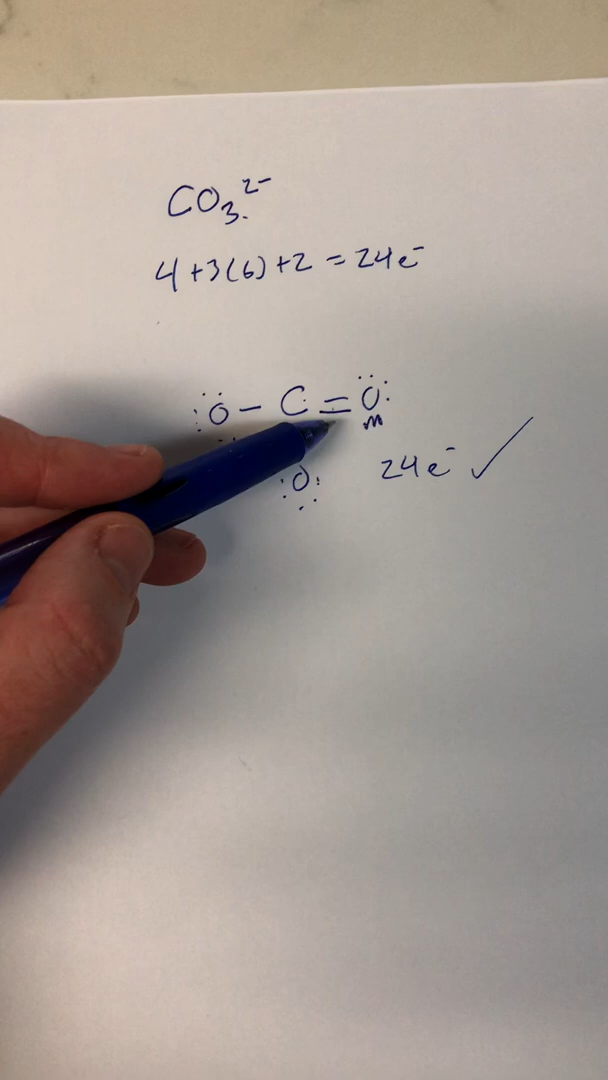 CO₃²⁻
4+3(6)+2 = 24e⁻
:Ö – C = Ö:
:O:
24e⁻ ✓